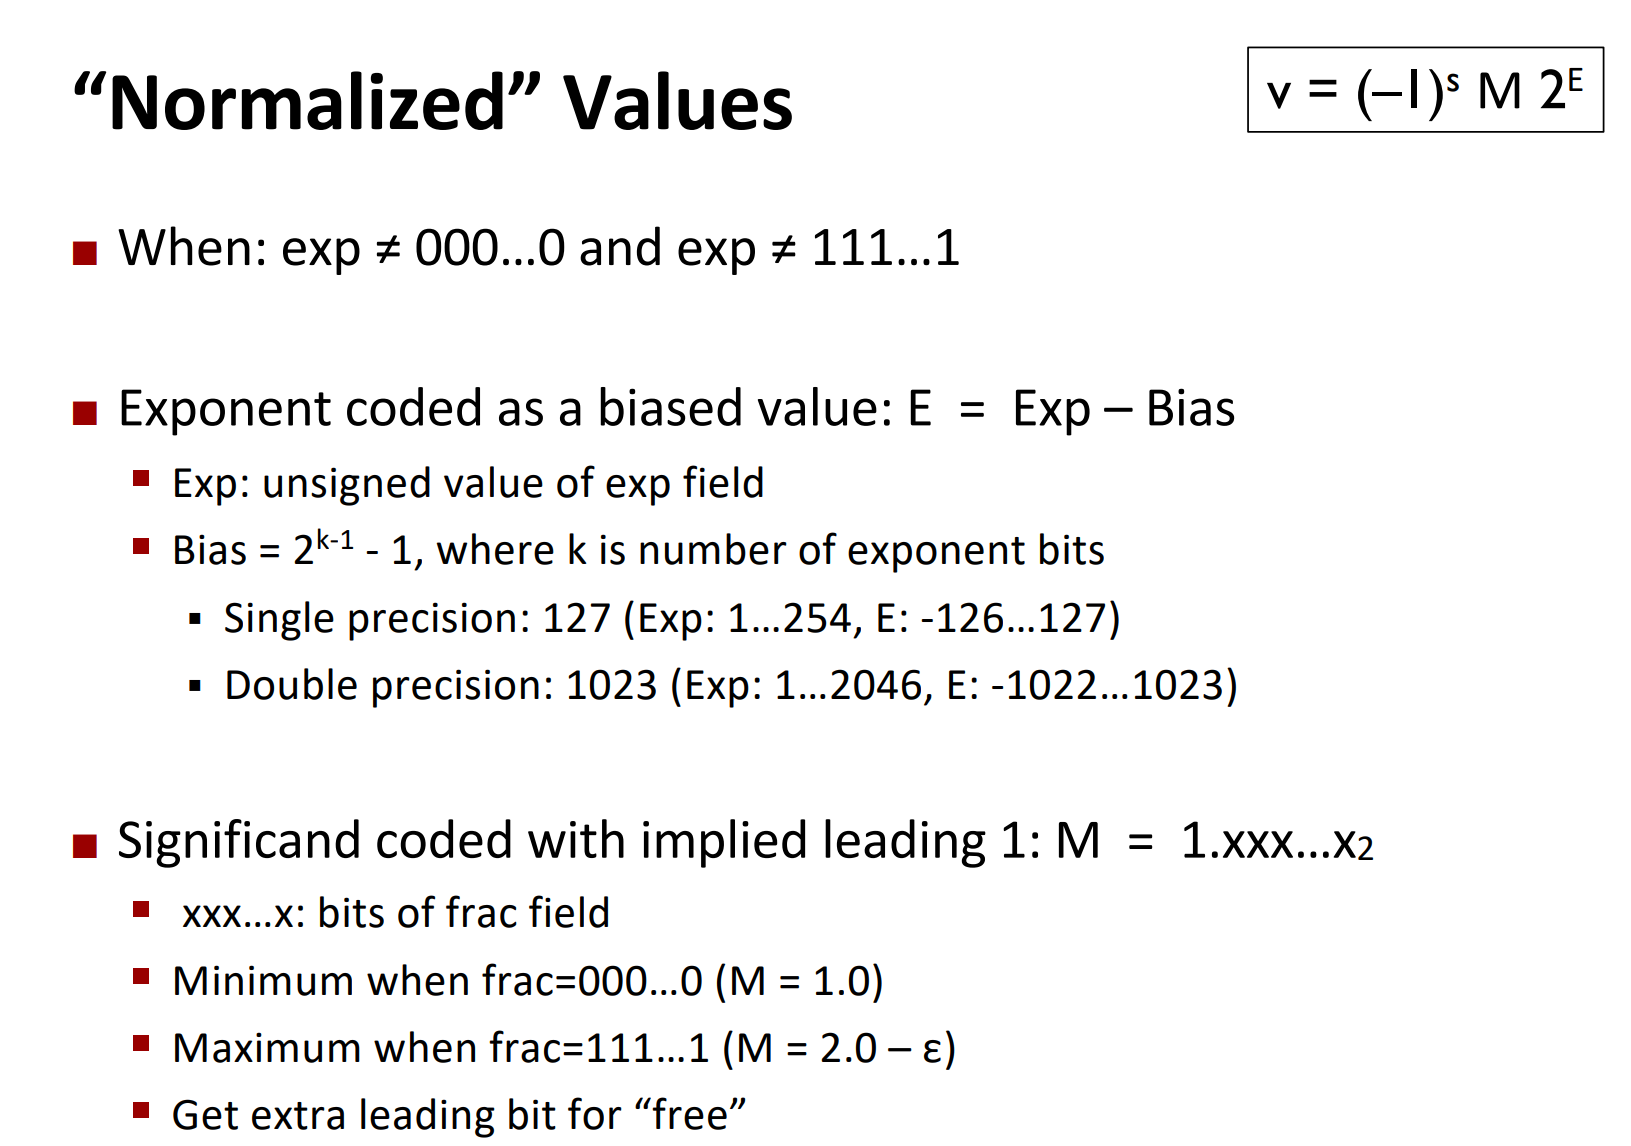 “Normalized” Values
v = (–1)ˢ M 2ᴱ
■ When: exp ≠ 000…0 and exp ≠ 111…1
■ Exponent coded as a biased value: E = Exp – Bias
▪ Exp: unsigned value of exp field
▪ Bias = 2ᵏ⁻¹ - 1, where k is number of exponent bits
▪ Single precision: 127 (Exp: 1…254, E: -126…127)
▪ Double precision: 1023 (Exp: 1…2046, E: -1022…1023)
■ Significand coded with implied leading 1: M = 1.xxx…x₂
▪ xxx…x: bits of frac field
▪ Minimum when frac=000…0 (M = 1.0)
▪ Maximum when frac=111…1 (M = 2.0 – ε)
▪ Get extra leading bit for “free”